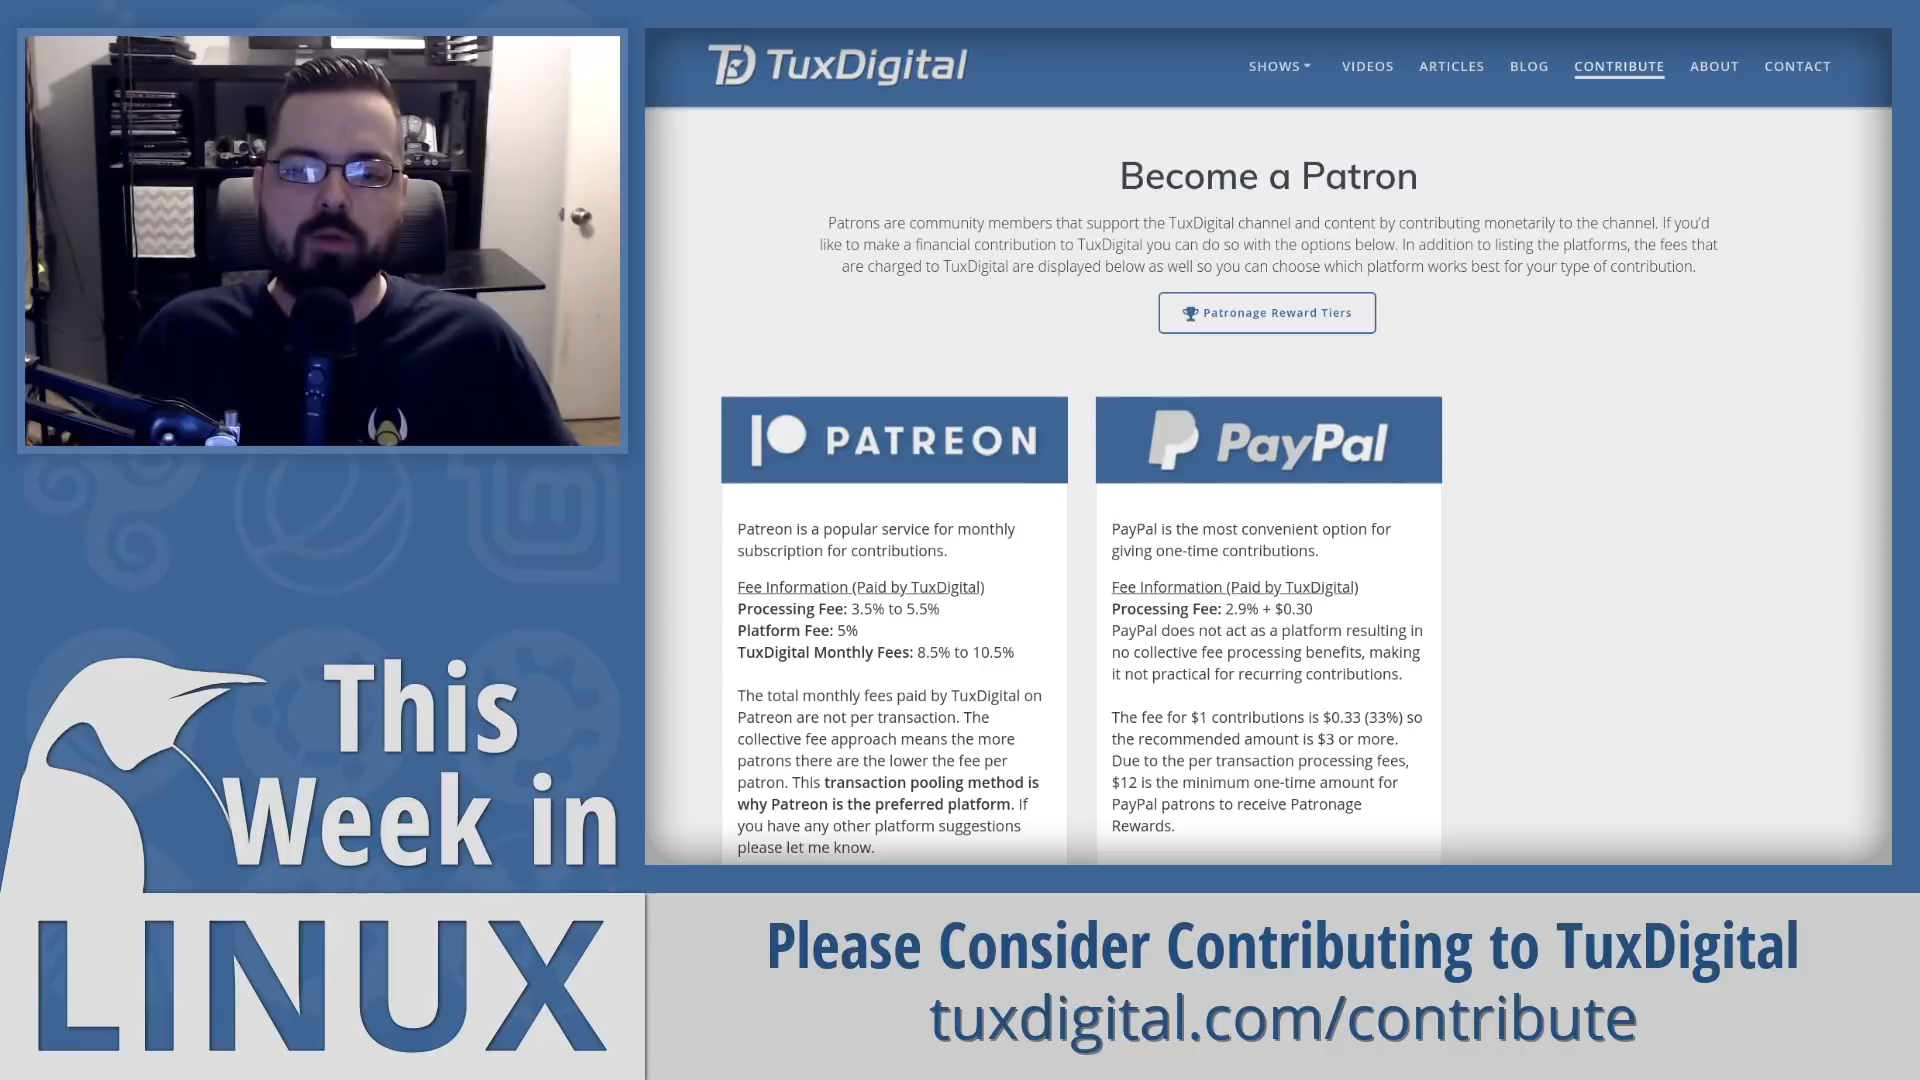 TuxDigital
SHOWS VIDEOS ARTICLES BLOG CONTRIBUTE ABOUT CONTACT
Become a Patron
Patrons are community members that support the TuxDigital channel and content by contributing monetarily to the channel. If you'd
like to make a financial contribution to TuxDigital you can do so with the options below. In addition to listing the platforms, the fees that
are charged to TuxDigital are displayed below as well so you can choose which platform works best for your type of contribution.
Patronage Reward Tiers
PATREON
Patreon is a popular service for monthly
subscription for contributions.
Fee Information (Paid by TuxDigital)
Processing Fee: 3.5% to 5.5%
Platform Fee: 5%
TuxDigital Monthly Fees: 8.5% to 10.5%
The total monthly fees paid by TuxDigital on
Patreon are not per transaction. The
collective fee approach means the more
patrons there are the lower the fee per
patron. This transaction pooling method is
why Patreon is the preferred platform. If
you have any other platform suggestions
please let me know.
PayPal
PayPal is the most convenient option for
giving one-time contributions.
Fee Information (Paid by TuxDigital)
Processing Fee: 2.9% + $0.30
PayPal does not act as a platform resulting in
no collective fee processing benefits, making
it not practical for recurring contributions.
The fee for $1 contributions is $0.33 (33%) so
the recommended amount is $3 or more.
Due to the per transaction processing fees,
$12 is the minimum one-time amount for
PayPal patrons to receive Patronage
Rewards.
This
Week in
LINUX
Please Consider Contributing to TuxDigital
tuxdigital.com/contribute